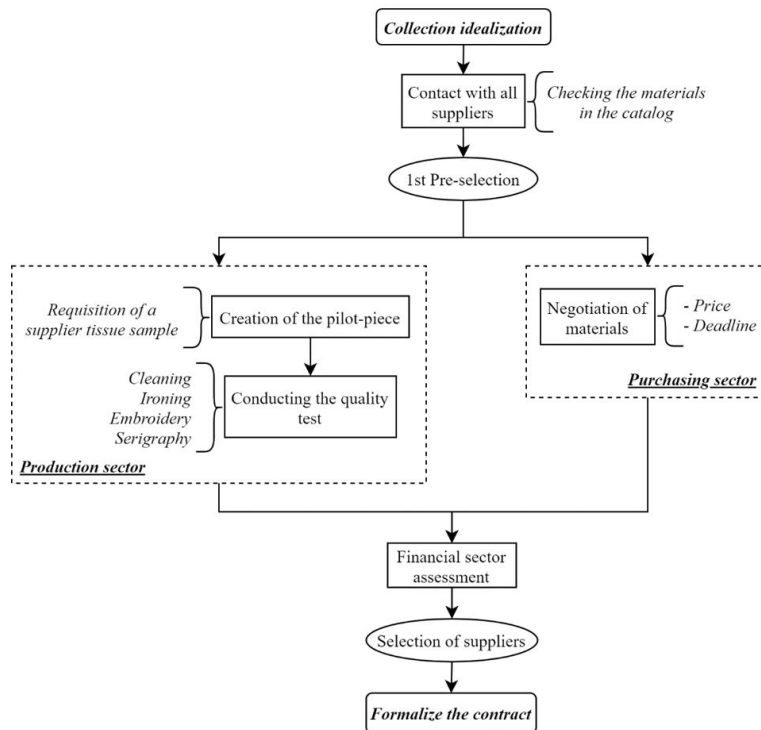 Collection idealization
Contact with all
suppliers
Checking the materials
in the catalog
1st Pre-selection
Requisition of a
supplier tissue sample
Creation of the pilot-piece
Cleaning
Ironing
Embroidery
Serigraphy
Conducting the quality
test
Production sector
Negotiation of
materials
- Price
- Deadline
Purchasing sector
Financial sector
assessment
Selection of suppliers
Formalize the contract